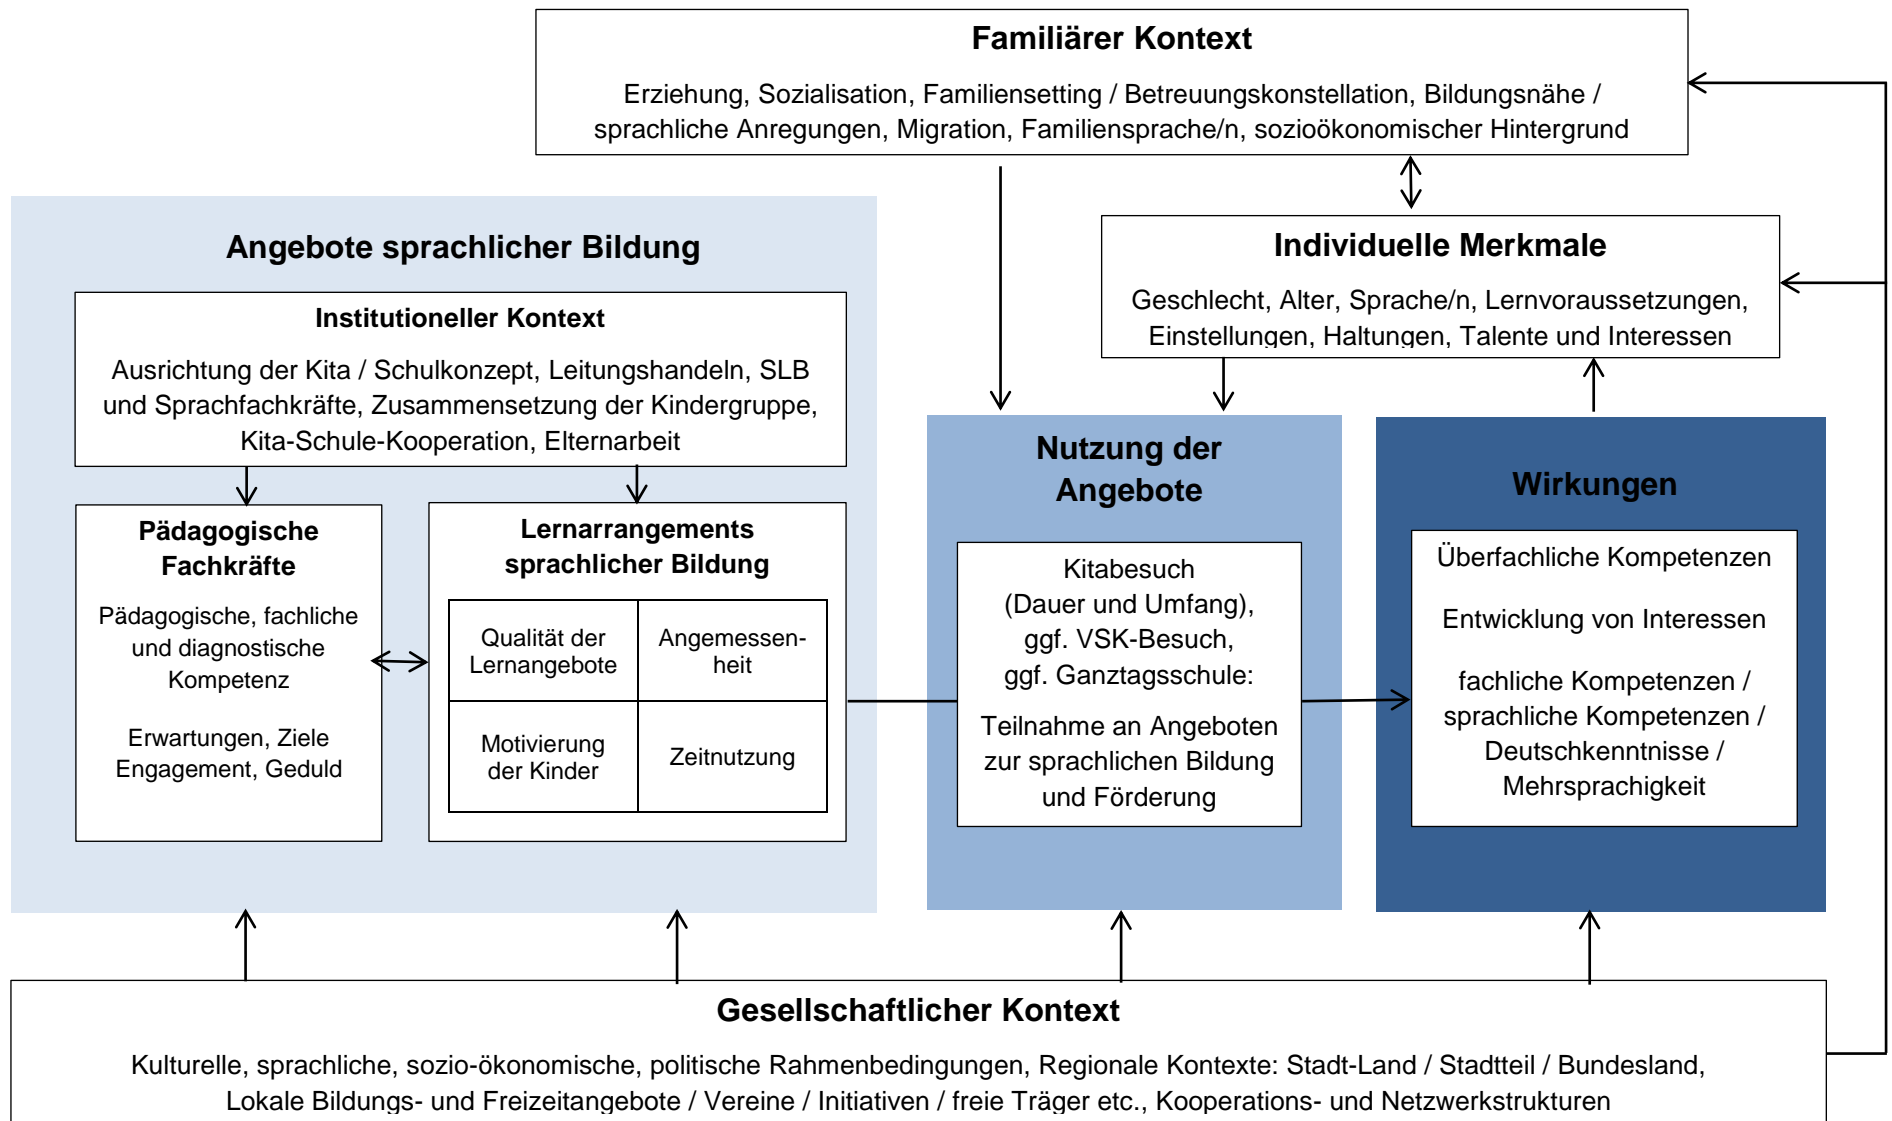 Familiärer Kontext
Erziehung, Sozialisation, Familiensetting / Betreuungskonstellation, Bildungsnähe /
sprachliche Anregungen, Migration, Familiensprache/n, sozioökonomischer Hintergrund
Angebote sprachlicher Bildung
Institutioneller Kontext
Ausrichtung der Kita / Schulkonzept, Leitungshandeln, SLB
und Sprachfachkräfte, Zusammensetzung der Kindergruppe,
Kita-Schule-Kooperation, Elternarbeit
Pädagogische
Fachkräfte
Pädagogische, fachliche
und diagnostische
Kompetenz
Erwartungen, Ziele
Engagement, Geduld
Lernarrangements
sprachlicher Bildung
Qualität der
Lernangebote
Angemessen-
heit
Motivierung
der Kinder
Zeitnutzung
Individuelle Merkmale
Geschlecht, Alter, Sprache/n, Lernvoraussetzungen,
Einstellungen, Haltungen, Talente und Interessen
Nutzung der
Angebote
Kitabesuch
(Dauer und Umfang),
ggf. VSK-Besuch,
ggf. Ganztagsschule:
Teilnahme an Angeboten
zur sprachlichen Bildung
und Förderung
Wirkungen
Überfachliche Kompetenzen
Entwicklung von Interessen
fachliche Kompetenzen /
sprachliche Kompetenzen /
Deutschkenntnisse /
Mehrsprachigkeit
Gesellschaftlicher Kontext
Kulturelle, sprachliche, sozio-ökonomische, politische Rahmenbedingungen, Regionale Kontexte: Stadt-Land / Stadtteil / Bundesland,
Lokale Bildungs- und Freizeitangebote / Vereine / Initiativen / freie Träger etc., Kooperations- und Netzwerkstrukturen